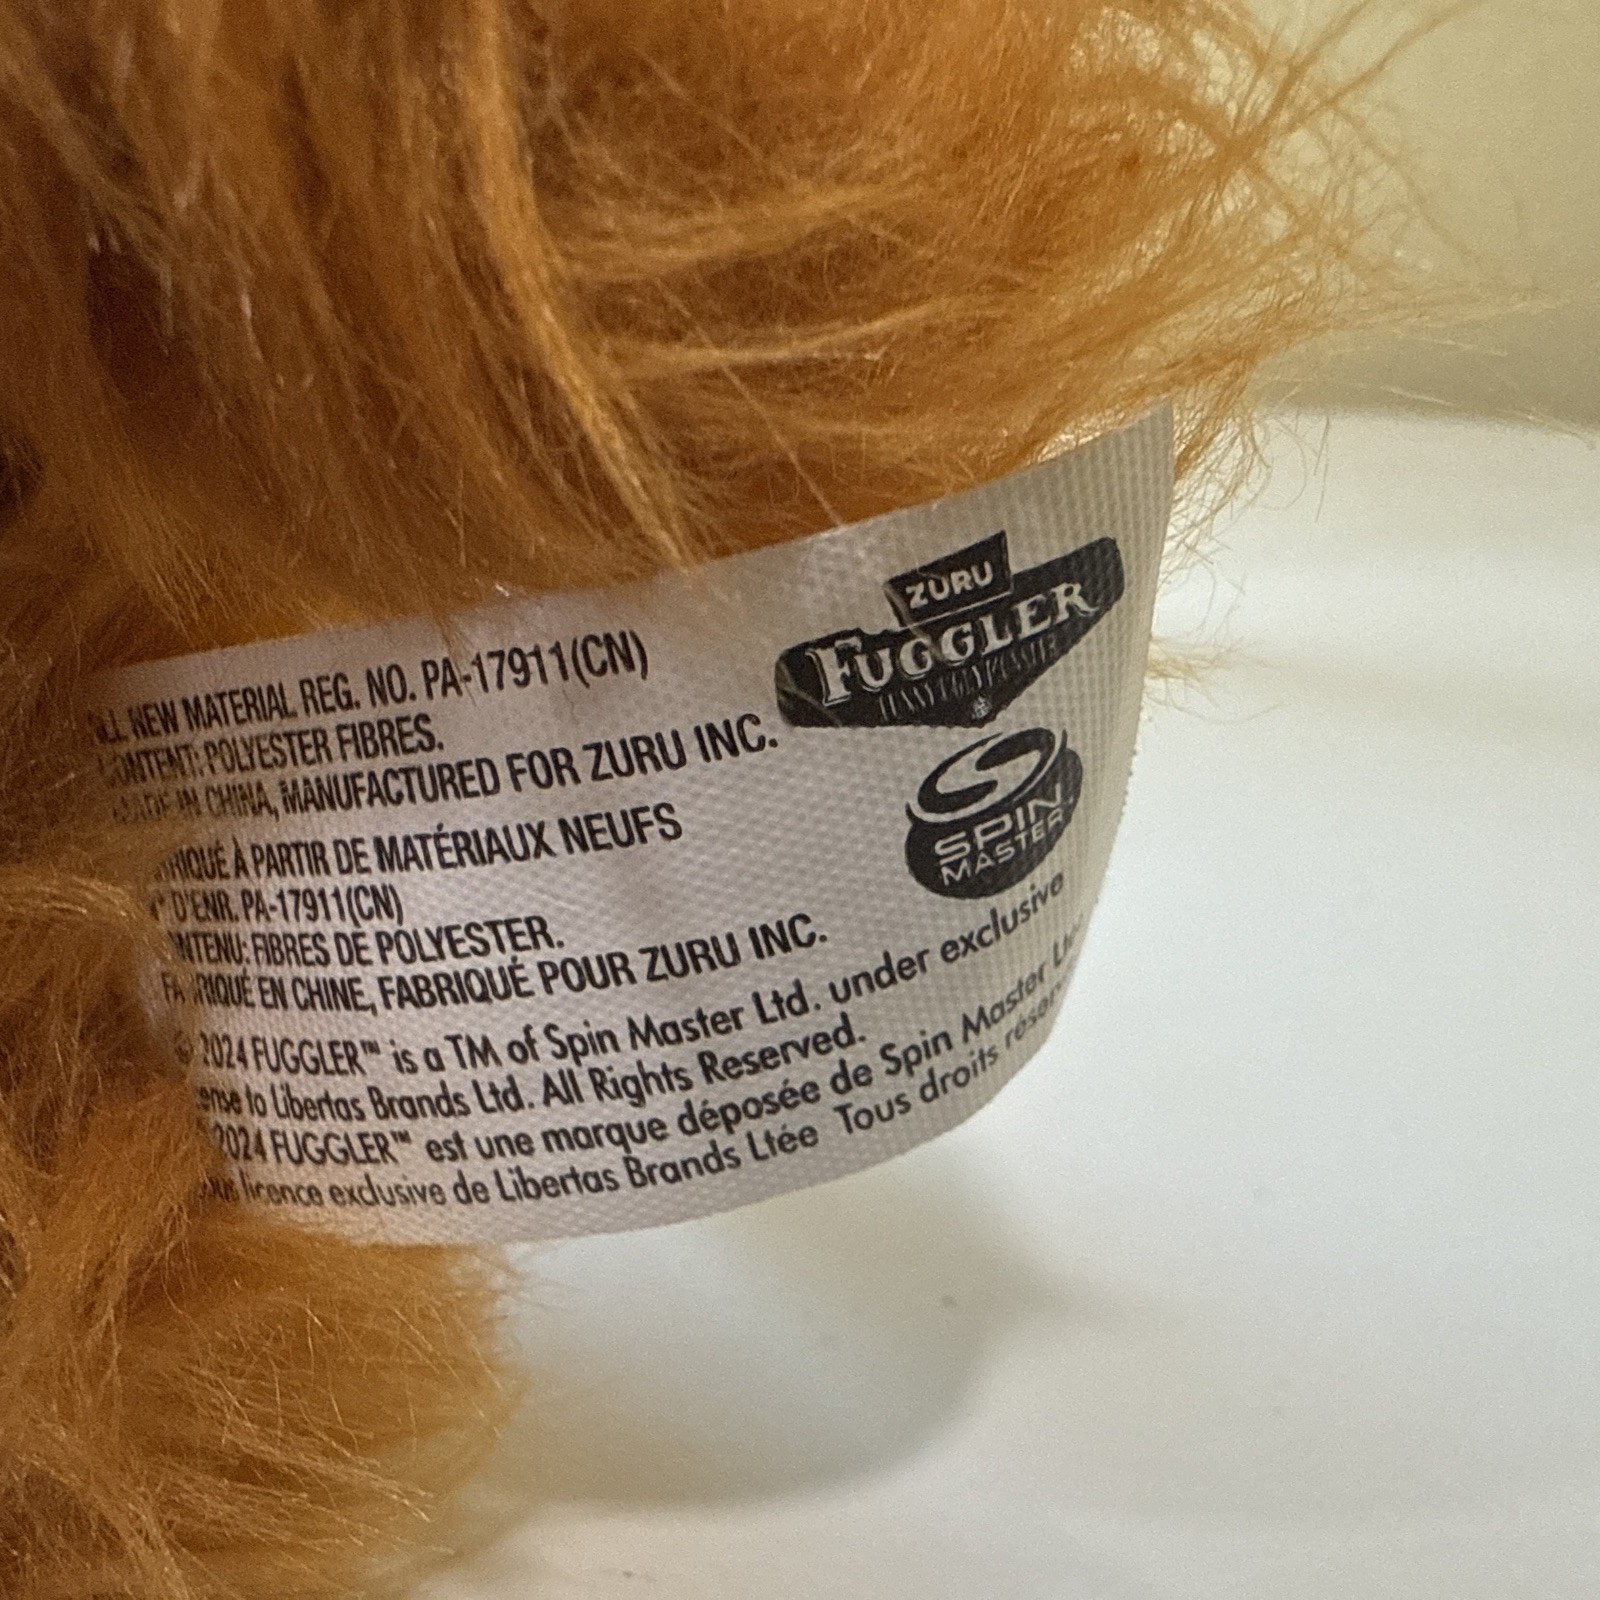 ZURU
FUGGLER
FUNNY UGLY MONSTER
SPIN
MASTER
ALL NEW MATERIAL REG. NO. PA-17911(CN)
CONTENT: POLYESTER FIBRES.
MADE IN CHINA, MANUFACTURED FOR ZURU INC.
À PARTIR DE MATÉRIAUX NEUFS
N° D'ENR. PA-17911(CN)
CONTENU: FIBRES DE POLYESTER.
FABRIQUÉ EN CHINE, FABRIQUÉ POUR ZURU INC.
© 2024 FUGGLER™ is a TM of Spin Master Ltd. under exclusive
license to Libertas Brands Ltd. All Rights Reserved.
2024 FUGGLER™ est une marque déposée de Spin Master
sous licence exclusive de Libertas Brands Ltée Tous droits